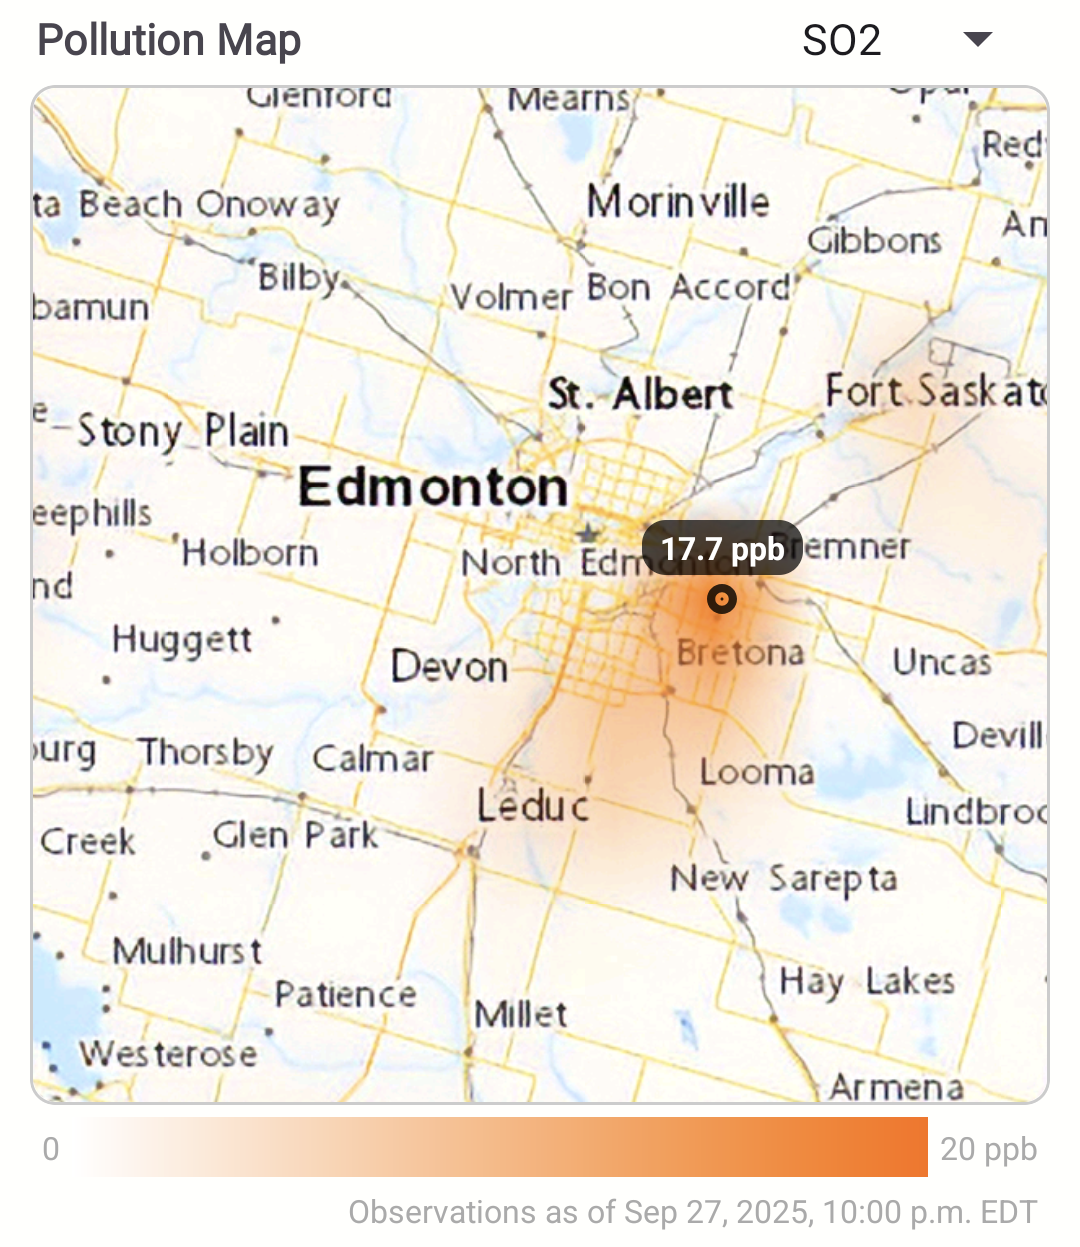 Pollution Map SO2
Glenford Mearns
Red
ta Beach Onoway Morinville
An
Gibbons
Bilby
Volmer Bon Accord
bamun
St. Albert Fort Saskat
e
Stony Plain
Edmonton
eephills
17.7 ppb
Holborn North Edmonton Bremner
nd
Huggett
Devon Bretona Uncas
Devill
urg Thorsby Calmar
Looma
Leduc Lindbroo
Creek Glen Park
New Sarepta
Mulhurst
Hay Lakes
Patience
Millet
Westerose
Armena
0 20 ppb
Observations as of Sep 27, 2025, 10:00 p.m. EDT